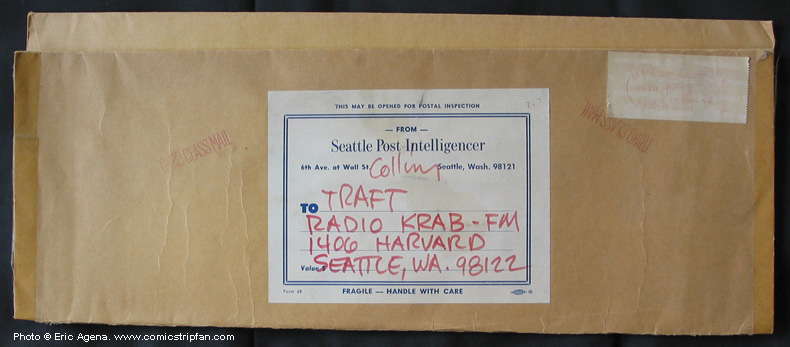 THIS MAY BE OPENED FOR POSTAL INSPECTION
— FROM —
Seattle Post-Intelligencer
6th Ave. at Wall St. Collins Seattle, Wash. 98121
TO TRAFT
RADIO KRAB-FM
1406 HARVARD
Value $ SEATTLE, WA. 98122
Form 68
FRAGILE — HANDLE WITH CARE
THIRD CLASS MAIL
THIRD CLASS MAIL
Photo © Eric Agena. www.comicstripfan.com